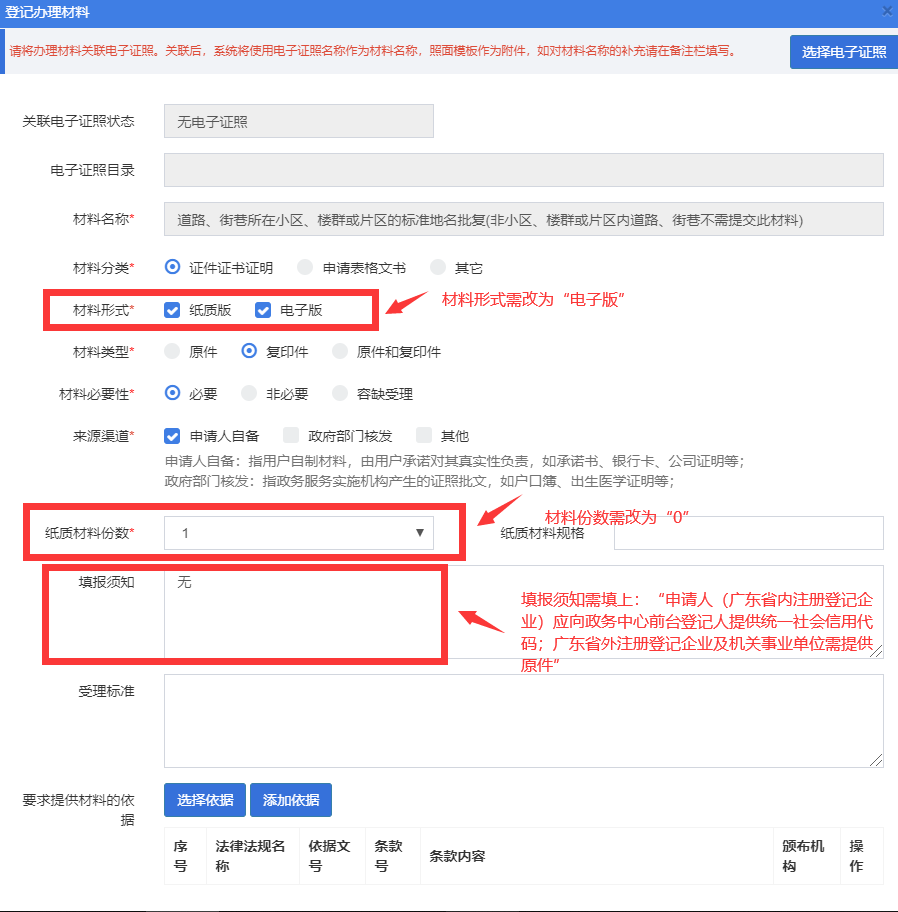 登记办理材料
请将办理材料关联电子证照。关联后，系统将使用电子证照名称作为材料名称，照面模板作为附件，如对材料名称的补充请在备注栏填写。
选择电子证照
关联电子证照状态 无电子证照
电子证照目录
材料名称* 道路、街巷所在小区、楼群或片区的标准地名批复(非小区、楼群或片区内道路、街巷不需提交此材料)
材料分类* 证件证书证明 申请表格文书 其它
材料形式* 纸质版 电子版
材料形式需改为“电子版”
材料类型* 原件 复印件 原件和复印件
材料必要性* 必要 非必要 容缺受理
来源渠道* 申请人自备 政府部门核发 其他
申请人自备：指用户自制材料，由用户承诺对其真实性负责，如承诺书、银行卡、公司证明等；
政府部门核发：指政务服务实施机构产生的证照批文，如户口簿、出生医学证明等；
材料份数需改为“0”
纸质材料份数* 1 纸质材料规格
填报须知 无
填报须知需填上：“申请人（广东省内注册登记企
业）应向政务中心前台登记人提供统一社会信用代
码；广东省外注册登记企业及机关事业单位需提供
原件”
受理标准
要求提供材料的依
据
选择依据 添加依据
序
号
法律法规名
称
依据文
号
条款
号
条款内容
颁布机
构
操
作